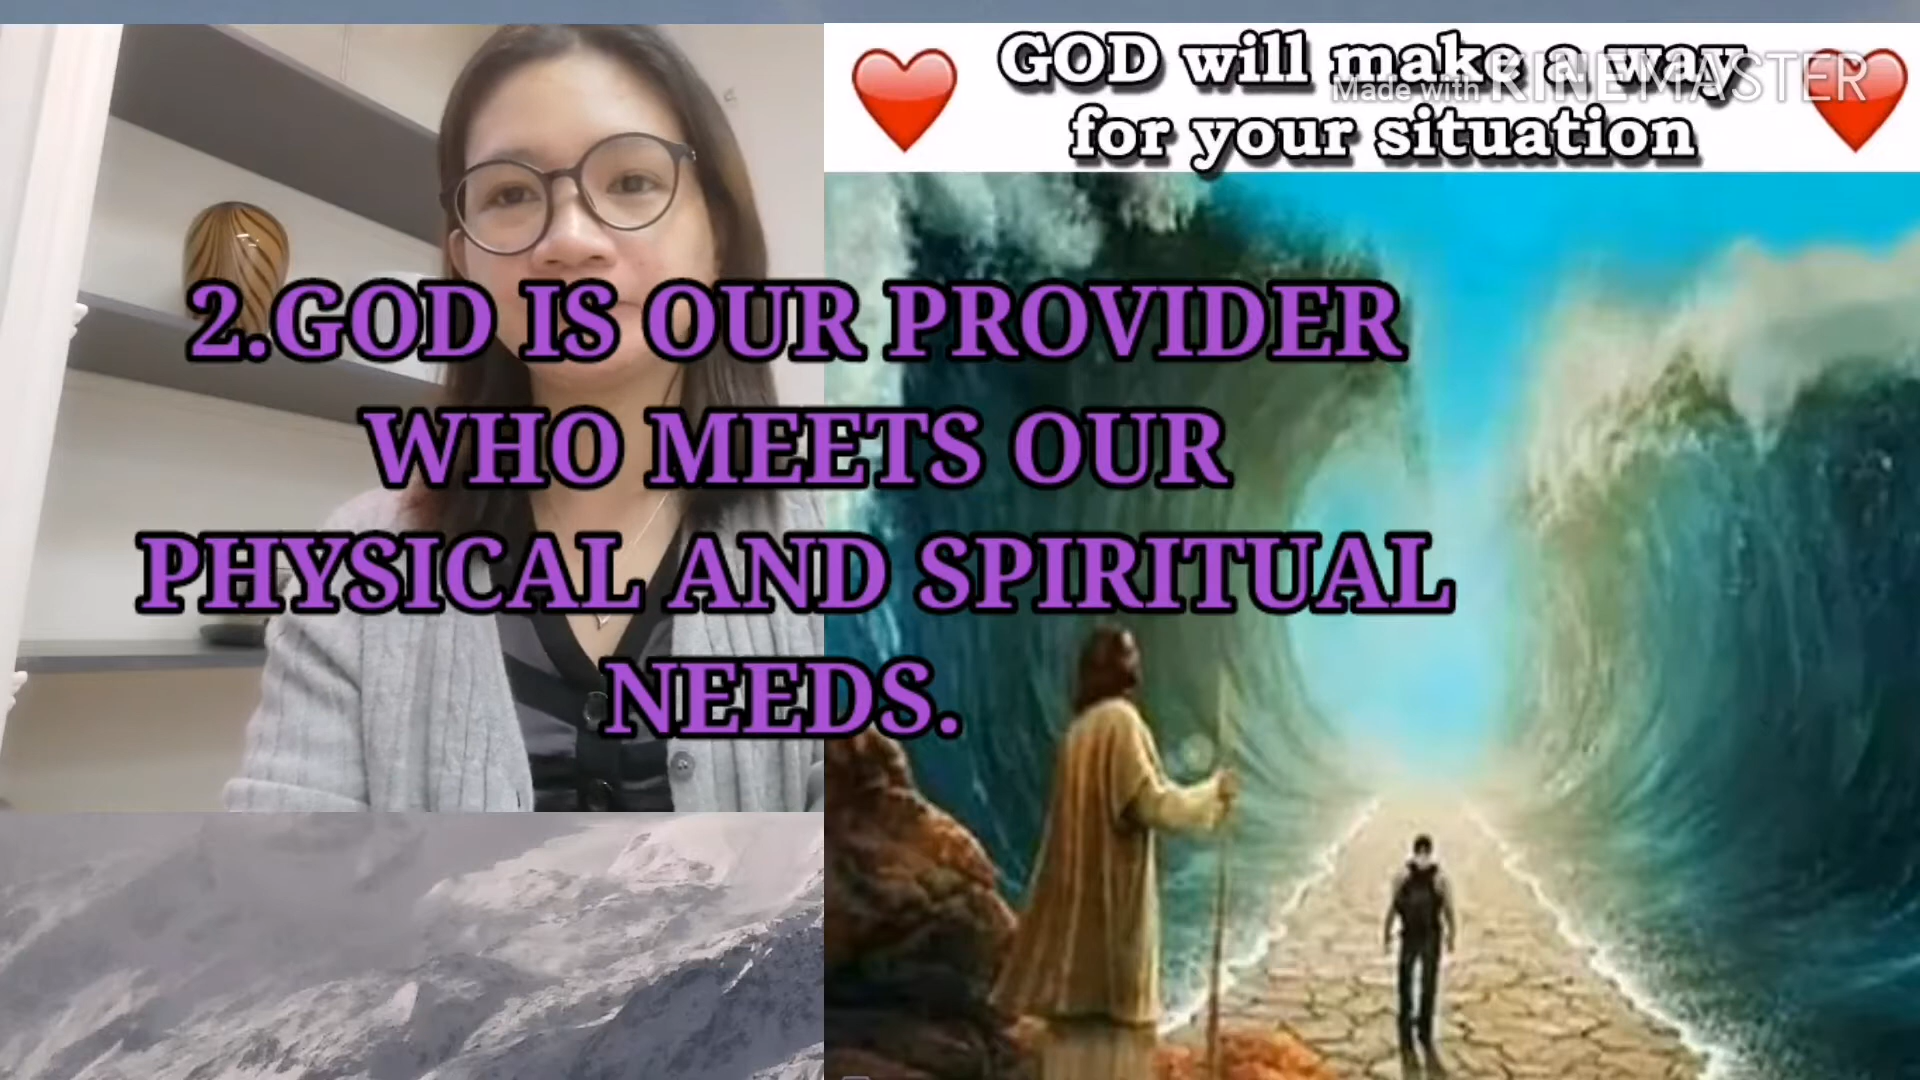 GOD will make a way
for your situation
Made with KINEMASTER
2.GOD IS OUR PROVIDER
WHO MEETS OUR
PHYSICAL AND SPIRITUAL
NEEDS.